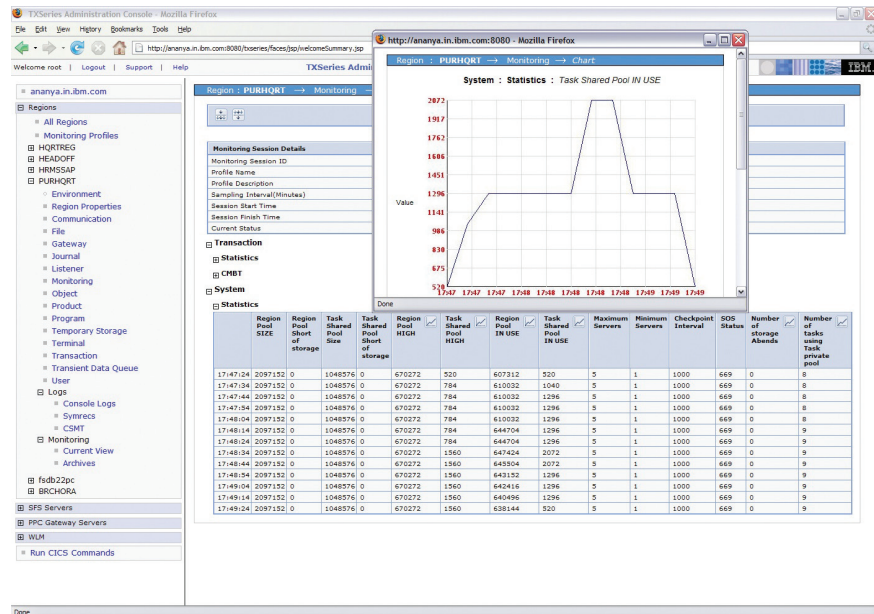 TXSeries Administration Console - Mozilla Firefox
File Edit View History Bookmarks Tools Help
http://ananya.in.ibm.com:8080/txseries/faces/jsp/welcomeSummary.jsp
Welcome root | Logout | Support | Help
TXSeries Admi
IBM.
ananya.in.ibm.com
Regions
All Regions
Monitoring Profiles
HQRTREG
HEADOFF
HRMSSAP
PURHQRT
Environment
Region Properties
Communication
File
Gateway
Journal
Listener
Monitoring
Object
Product
Program
Temporary Storage
Terminal
Transaction
Transient Data Queue
User
Logs
Console Logs
Symrecs
CSMT
Monitoring
Current View
Archives
fsdb22pc
BRCHORA
SFS Servers
PPC Gateway Servers
WLM
Run CICS Commands
Region : PURHQRT → Monitoring →
Monitoring Session Details
Monitoring Session ID
Profile Name
Profile Description
Sampling Interval(Minutes)
Session Start Time
Session Finish Time
Current Status
Transaction
Statistics
CMBT
System
Statistics
http://ananya.in.ibm.com:8080 - Mozilla Firefox
Region : PURHQRT → Monitoring → Chart
System : Statistics : Task Shared Pool IN USE
2072
1917
1762
1606
1451
1296
Value
1141
986
830
675
520
17:47 17:47 17:47 17:47 17:48 17:48 17:48 17:48 17:48 17:48 17:49 17:49 17:49
Done
Region Pool SIZE | Region Pool Short of storage | Task Shared Pool Size | Task Shared Pool Short of storage | Region Pool HIGH | Task Shared Pool HIGH | Region Pool IN USE | Task Shared Pool IN USE | Maximum Servers | Minimum Servers | Checkpoint Interval | SOS Status | Number of storage Abends | Number of tasks using Task private pool
17:47:24 2097152 0 1048576 0 670272 520 607312 520 5 1 1000 669 0 8
17:47:34 2097152 0 1048576 0 670272 784 610032 1040 5 1 1000 669 0 8
17:47:44 2097152 0 1048576 0 670272 784 610032 1296 5 1 1000 669 0 8
17:47:54 2097152 0 1048576 0 670272 784 610032 1296 5 1 1000 669 0 8
17:48:04 2097152 0 1048576 0 670272 784 610032 1296 5 1 1000 669 0 8
17:48:14 2097152 0 1048576 0 670272 784 644704 1296 5 1 1000 669 0 9
17:48:24 2097152 0 1048576 0 670272 784 644704 1296 5 1 1000 669 0 9
17:48:34 2097152 0 1048576 0 670272 1560 647424 2072 5 1 1000 669 0 9
17:48:44 2097152 0 1048576 0 670272 1560 645504 2072 5 1 1000 669 0 9
17:48:54 2097152 0 1048576 0 670272 1560 643152 1296 5 1 1000 669 0 9
17:49:04 2097152 0 1048576 0 670272 1560 642416 1296 5 1 1000 669 0 9
17:49:14 2097152 0 1048576 0 670272 1560 640496 1296 5 1 1000 669 0 9
17:49:24 2097152 0 1048576 0 670272 1560 638144 520 5 1 1000 669 0 9
Done